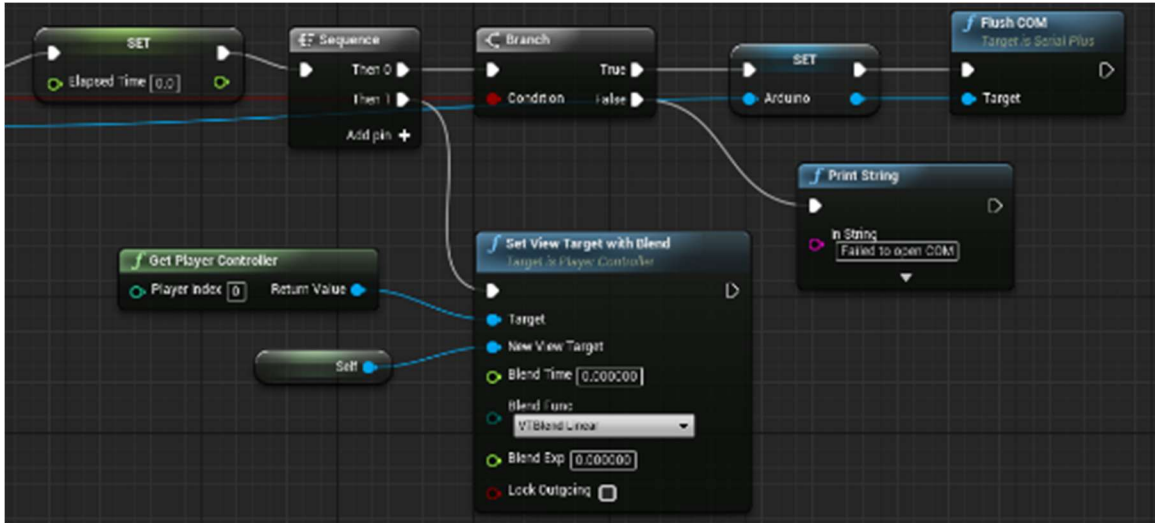 SET
Elapsed Time 0.0
Sequence
Then 0
Then 1
Add pin +
Branch
True
Condition
False
SET
Arduino
Flush COM
Target is Serial Plus
Target
Print String
In String
Failed to open COM
Get Player Controller
Player Index 0
Return Value
Self
Set View Target with Blend
Target is Player Controller
Target
New View Target
Blend Time 0.000000
Blend Func
VTBlend Linear
Blend Exp 0.000000
Lock Outgoing